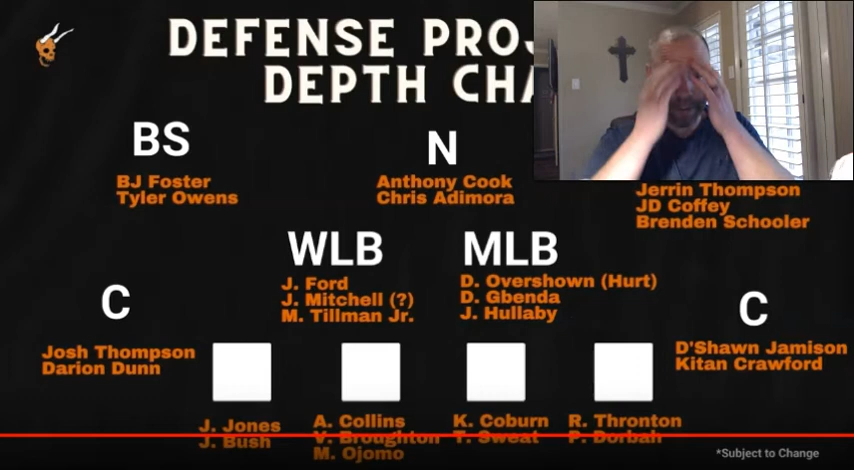 DEFENSE PROJ
DEPTH CHA
BS
BJ Foster
Tyler Owens
N
Anthony Cook
Chris Adimora
Jerrin Thompson
JD Coffey
Brenden Schooler
WLB
J. Ford
J. Mitchell (?)
M. Tillman Jr.
MLB
D. Overshown (Hurt)
D. Gbenda
J. Hullaby
C
Josh Thompson
Darion Dunn
C
D'Shawn Jamison
Kitan Crawford
J. Jones
J. Bush
A. Collins
V. Broughton
M. Ojomo
K. Coburn
T. Sweat
R. Thronton
P. Dorbah
*Subject to Change